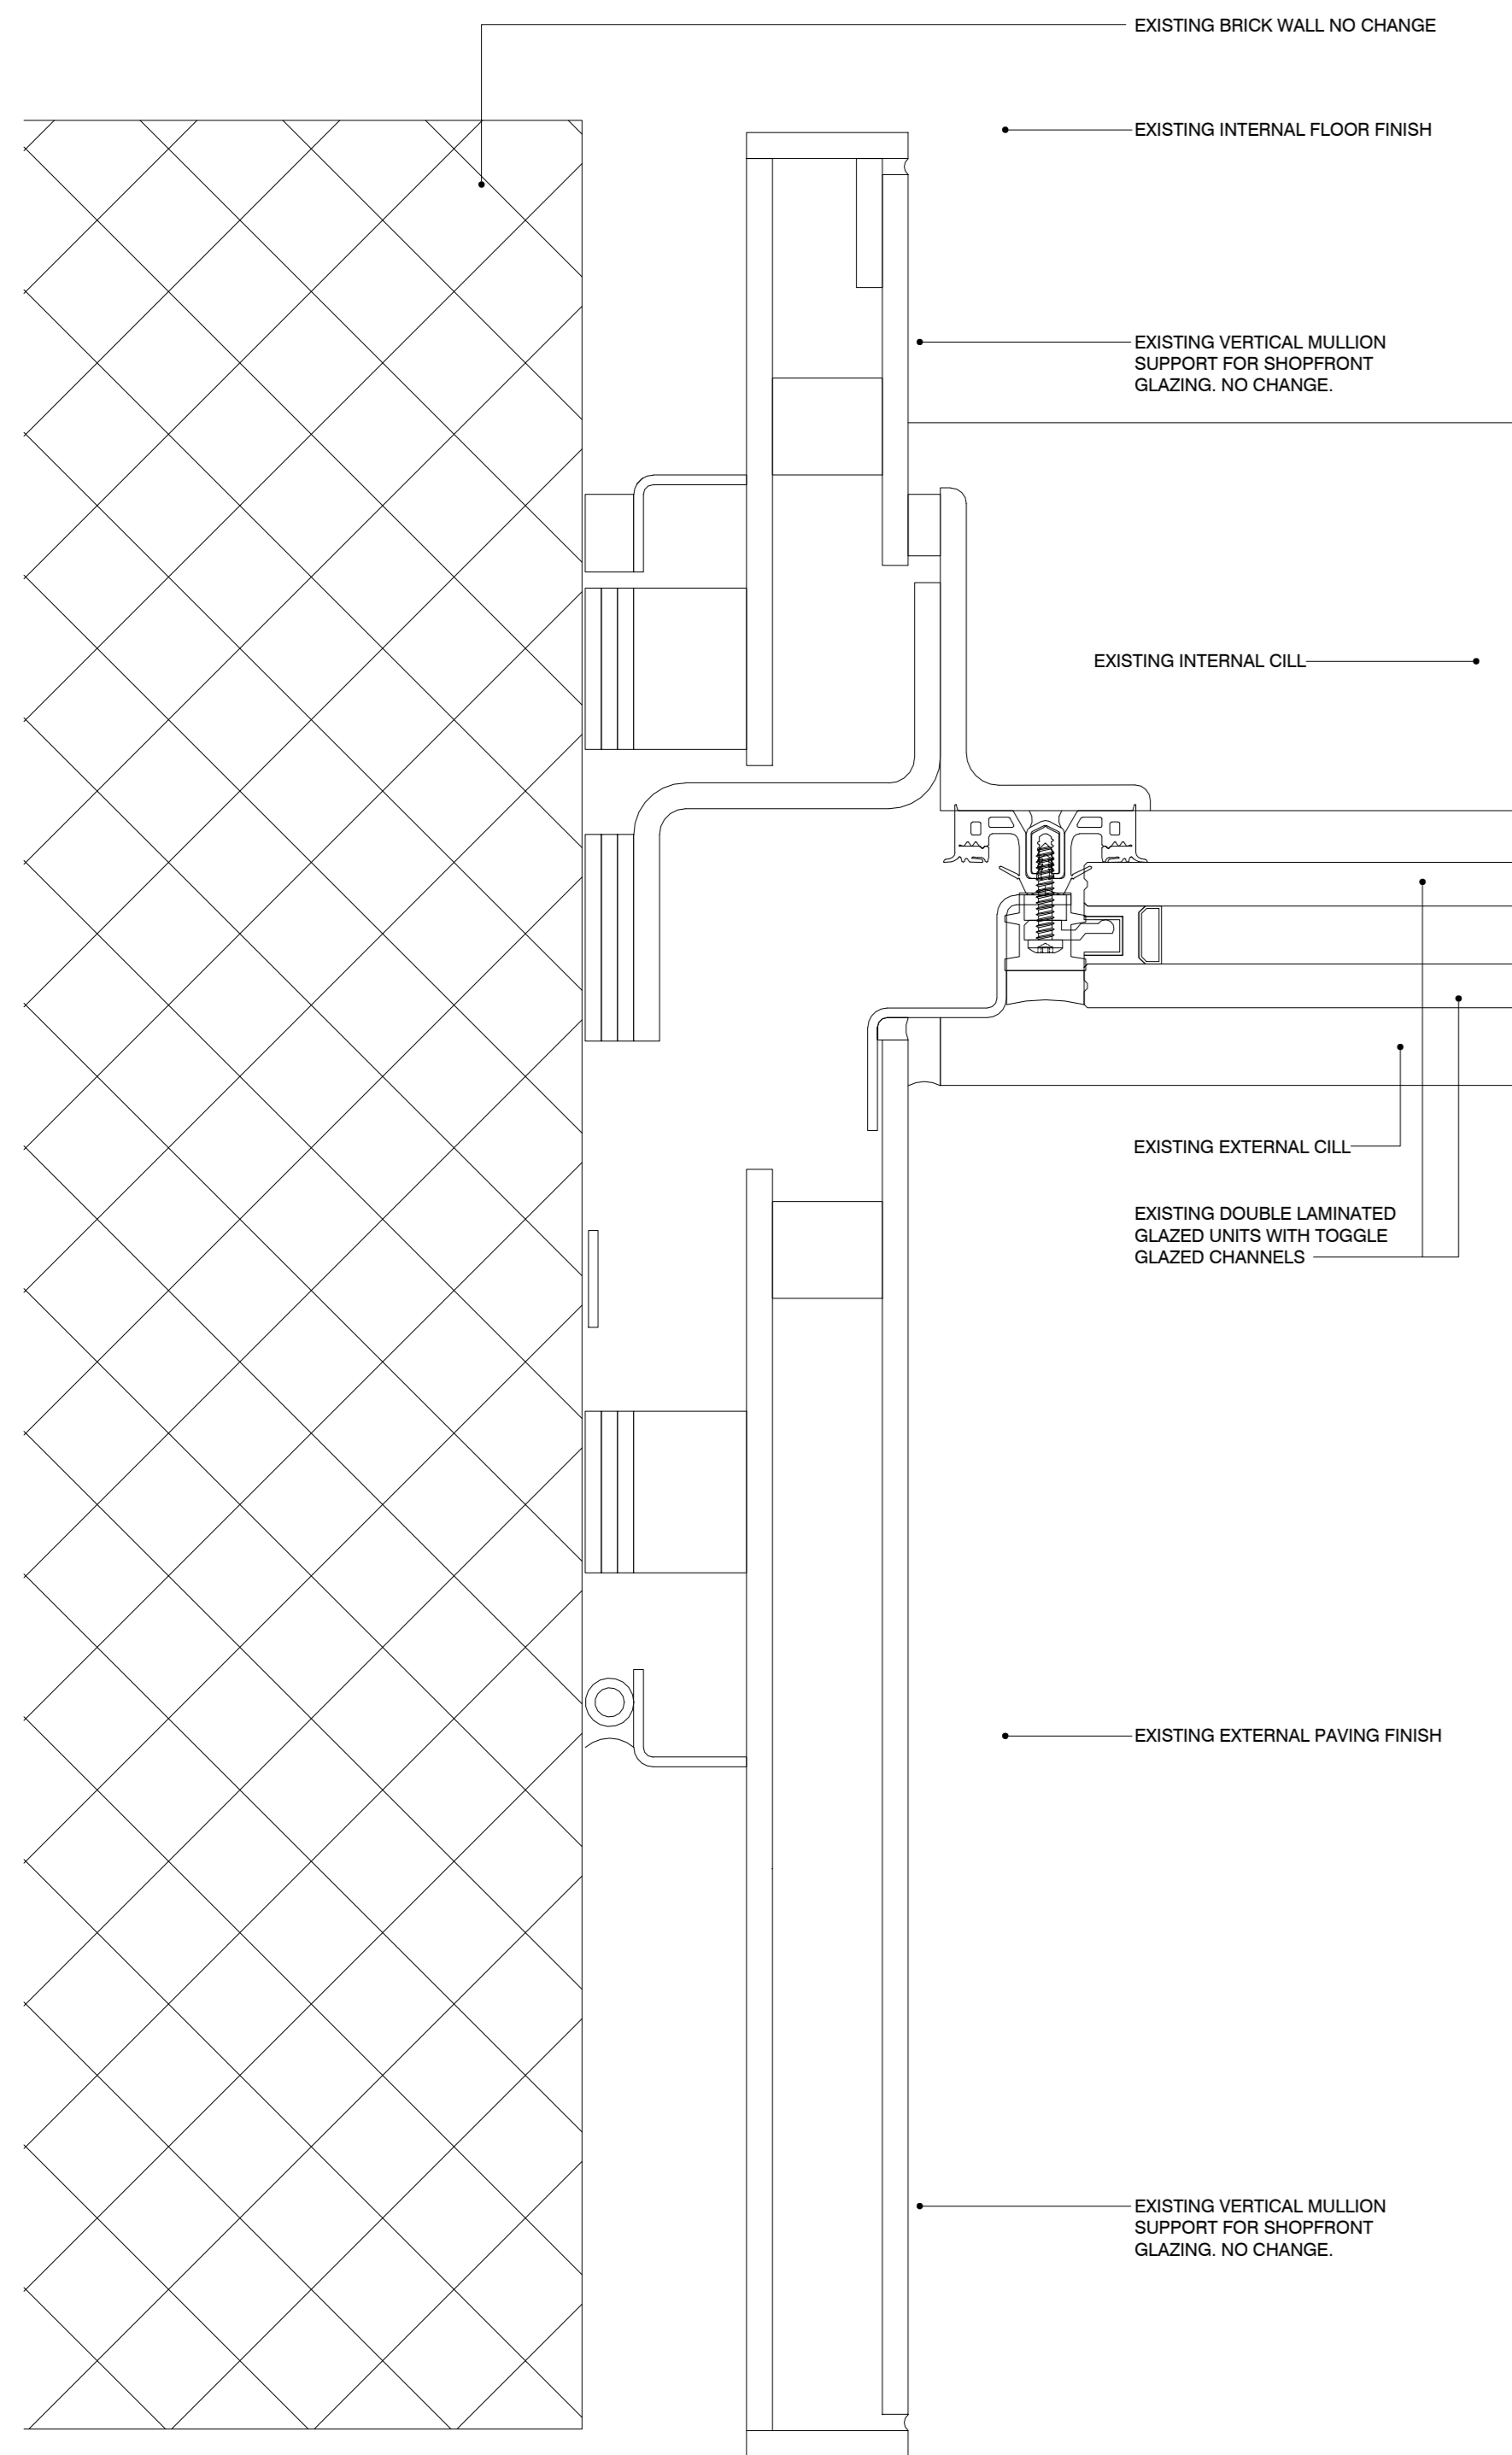 EXISTING BRICK WALL NO CHANGE
EXISTING INTERNAL FLOOR FINISH
EXISTING VERTICAL MULLION
SUPPORT FOR SHOPFRONT
GLAZING. NO CHANGE.
EXISTING INTERNAL CILL
EXISTING EXTERNAL CILL
EXISTING DOUBLE LAMINATED
GLAZED UNITS WITH TOGGLE
GLAZED CHANNELS
EXISTING EXTERNAL PAVING FINISH
EXISTING VERTICAL MULLION
SUPPORT FOR SHOPFRONT
GLAZING. NO CHANGE.